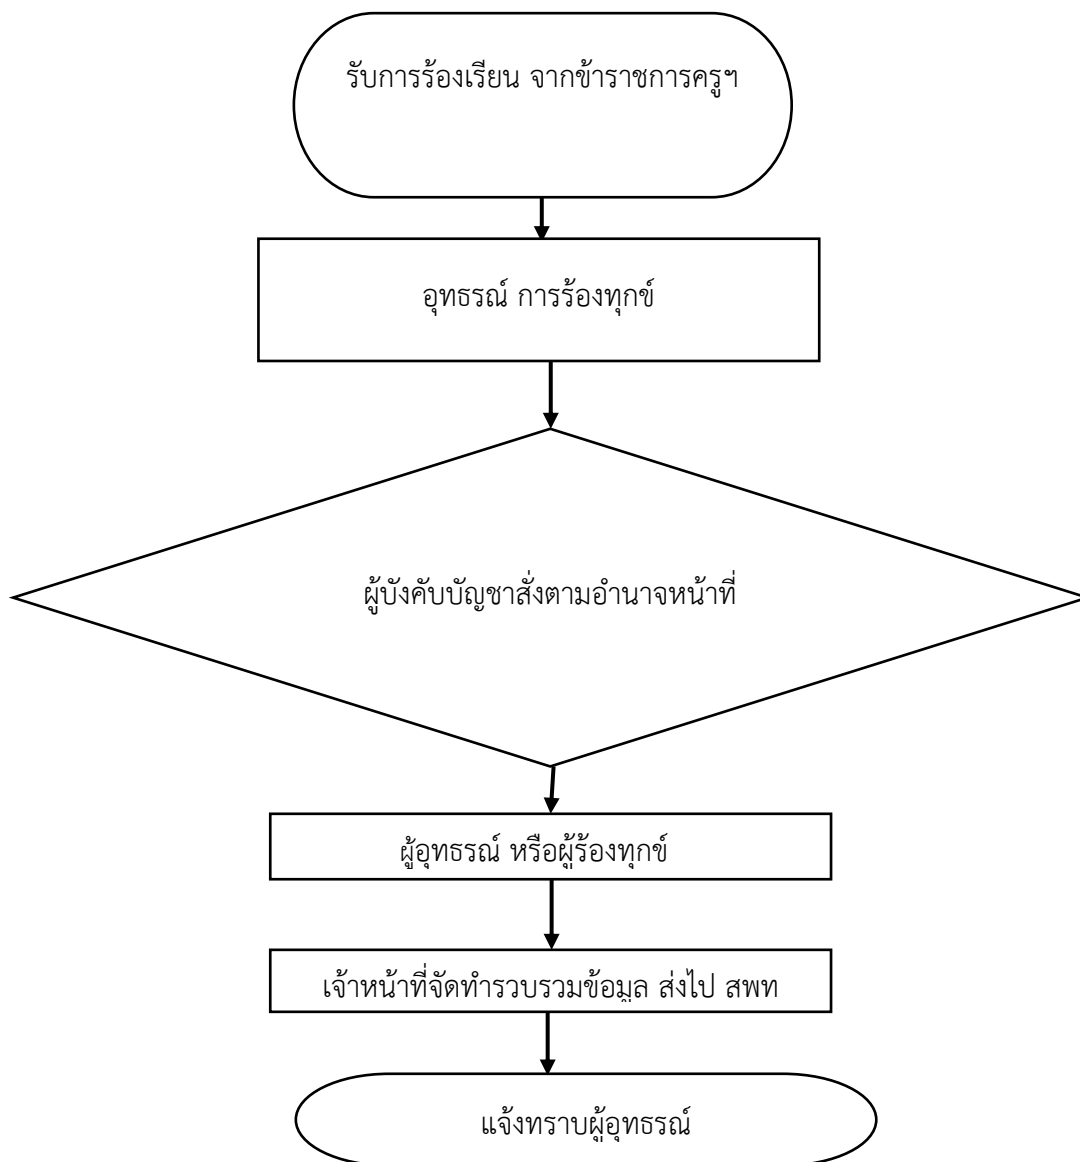 รับการร้องเรียน จากข้าราชการครูฯ
อุทธรณ์ การร้องทุกข์
ผู้บังคับบัญชาสั่งตามอำนาจหน้าที่
ผู้อุทธรณ์ หรือผู้ร้องทุกข์
เจ้าหน้าที่จัดทำรวบรวมข้อมูล ส่งไป สพท
แจ้งทราบผู้อุทธรณ์